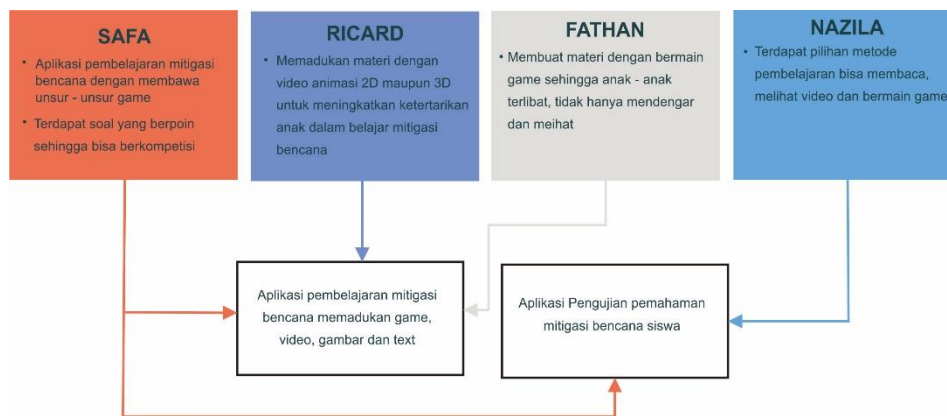 SAFA
• Aplikasi pembelajaran mitigasi
bencana dengan membawa
unsur - unsur game
• Terdapat soal yang berpoin
sehingga bisa berkompetisi
RICARD
• Memadukan materi dengan
video animasi 2D maupun 3D
untuk meningkatkan ketertarikan
anak dalam belajar mitigasi
bencana
FATHAN
• Membuat materi dengan bermain
game sehingga anak - anak
terlibat, tidak hanya mendengar
dan meihat
NAZILA
• Terdapat pilihan metode
pembelajaran bisa membaca,
melihat video dan bermain game
Aplikasi pembelajaran mitigasi
bencana memadukan game,
video, gambar dan text
Aplikasi Pengujian pemahaman
mitigasi bencana siswa